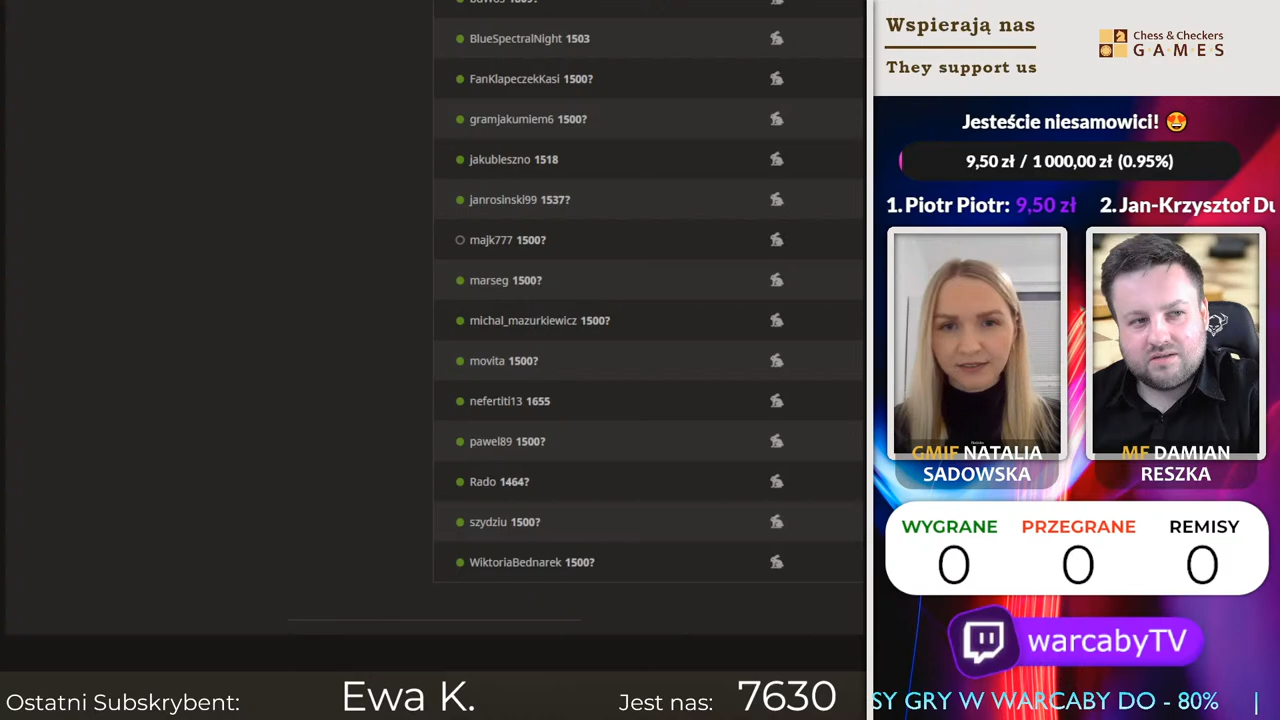 BlueSpectralNight 1503
FanKlapeczekKasi 1500?
gramjakumiem6 1500?
jakubleszno 1518
janrosinski99 1537?
majk777 1500?
marseg 1500?
michal_mazurkiewicz 1500?
movita 1500?
nefertiti13 1655
pawel89 1500?
Rado 1464?
szydziu 1500?
WiktoriaBednarek 1500?
Ostatni Subskrybent: Ewa K. Jest nas: 7630
Wspierają nas
They support us
Chess & Checkers
GAMES
Jesteście niesamowici! 😍
9,50 zł / 1 000,00 zł (0.95%)
1. Piotr Piotr: 9,50 zł 2. Jan-Krzysztof Du
GMIF NATALIA
SADOWSKA
MF DAMIAN
RESZKA
WYGRANE PRZEGRANE REMISY
0 0 0
warcabyTV
SY GRY W WARCABY DO - 80% |